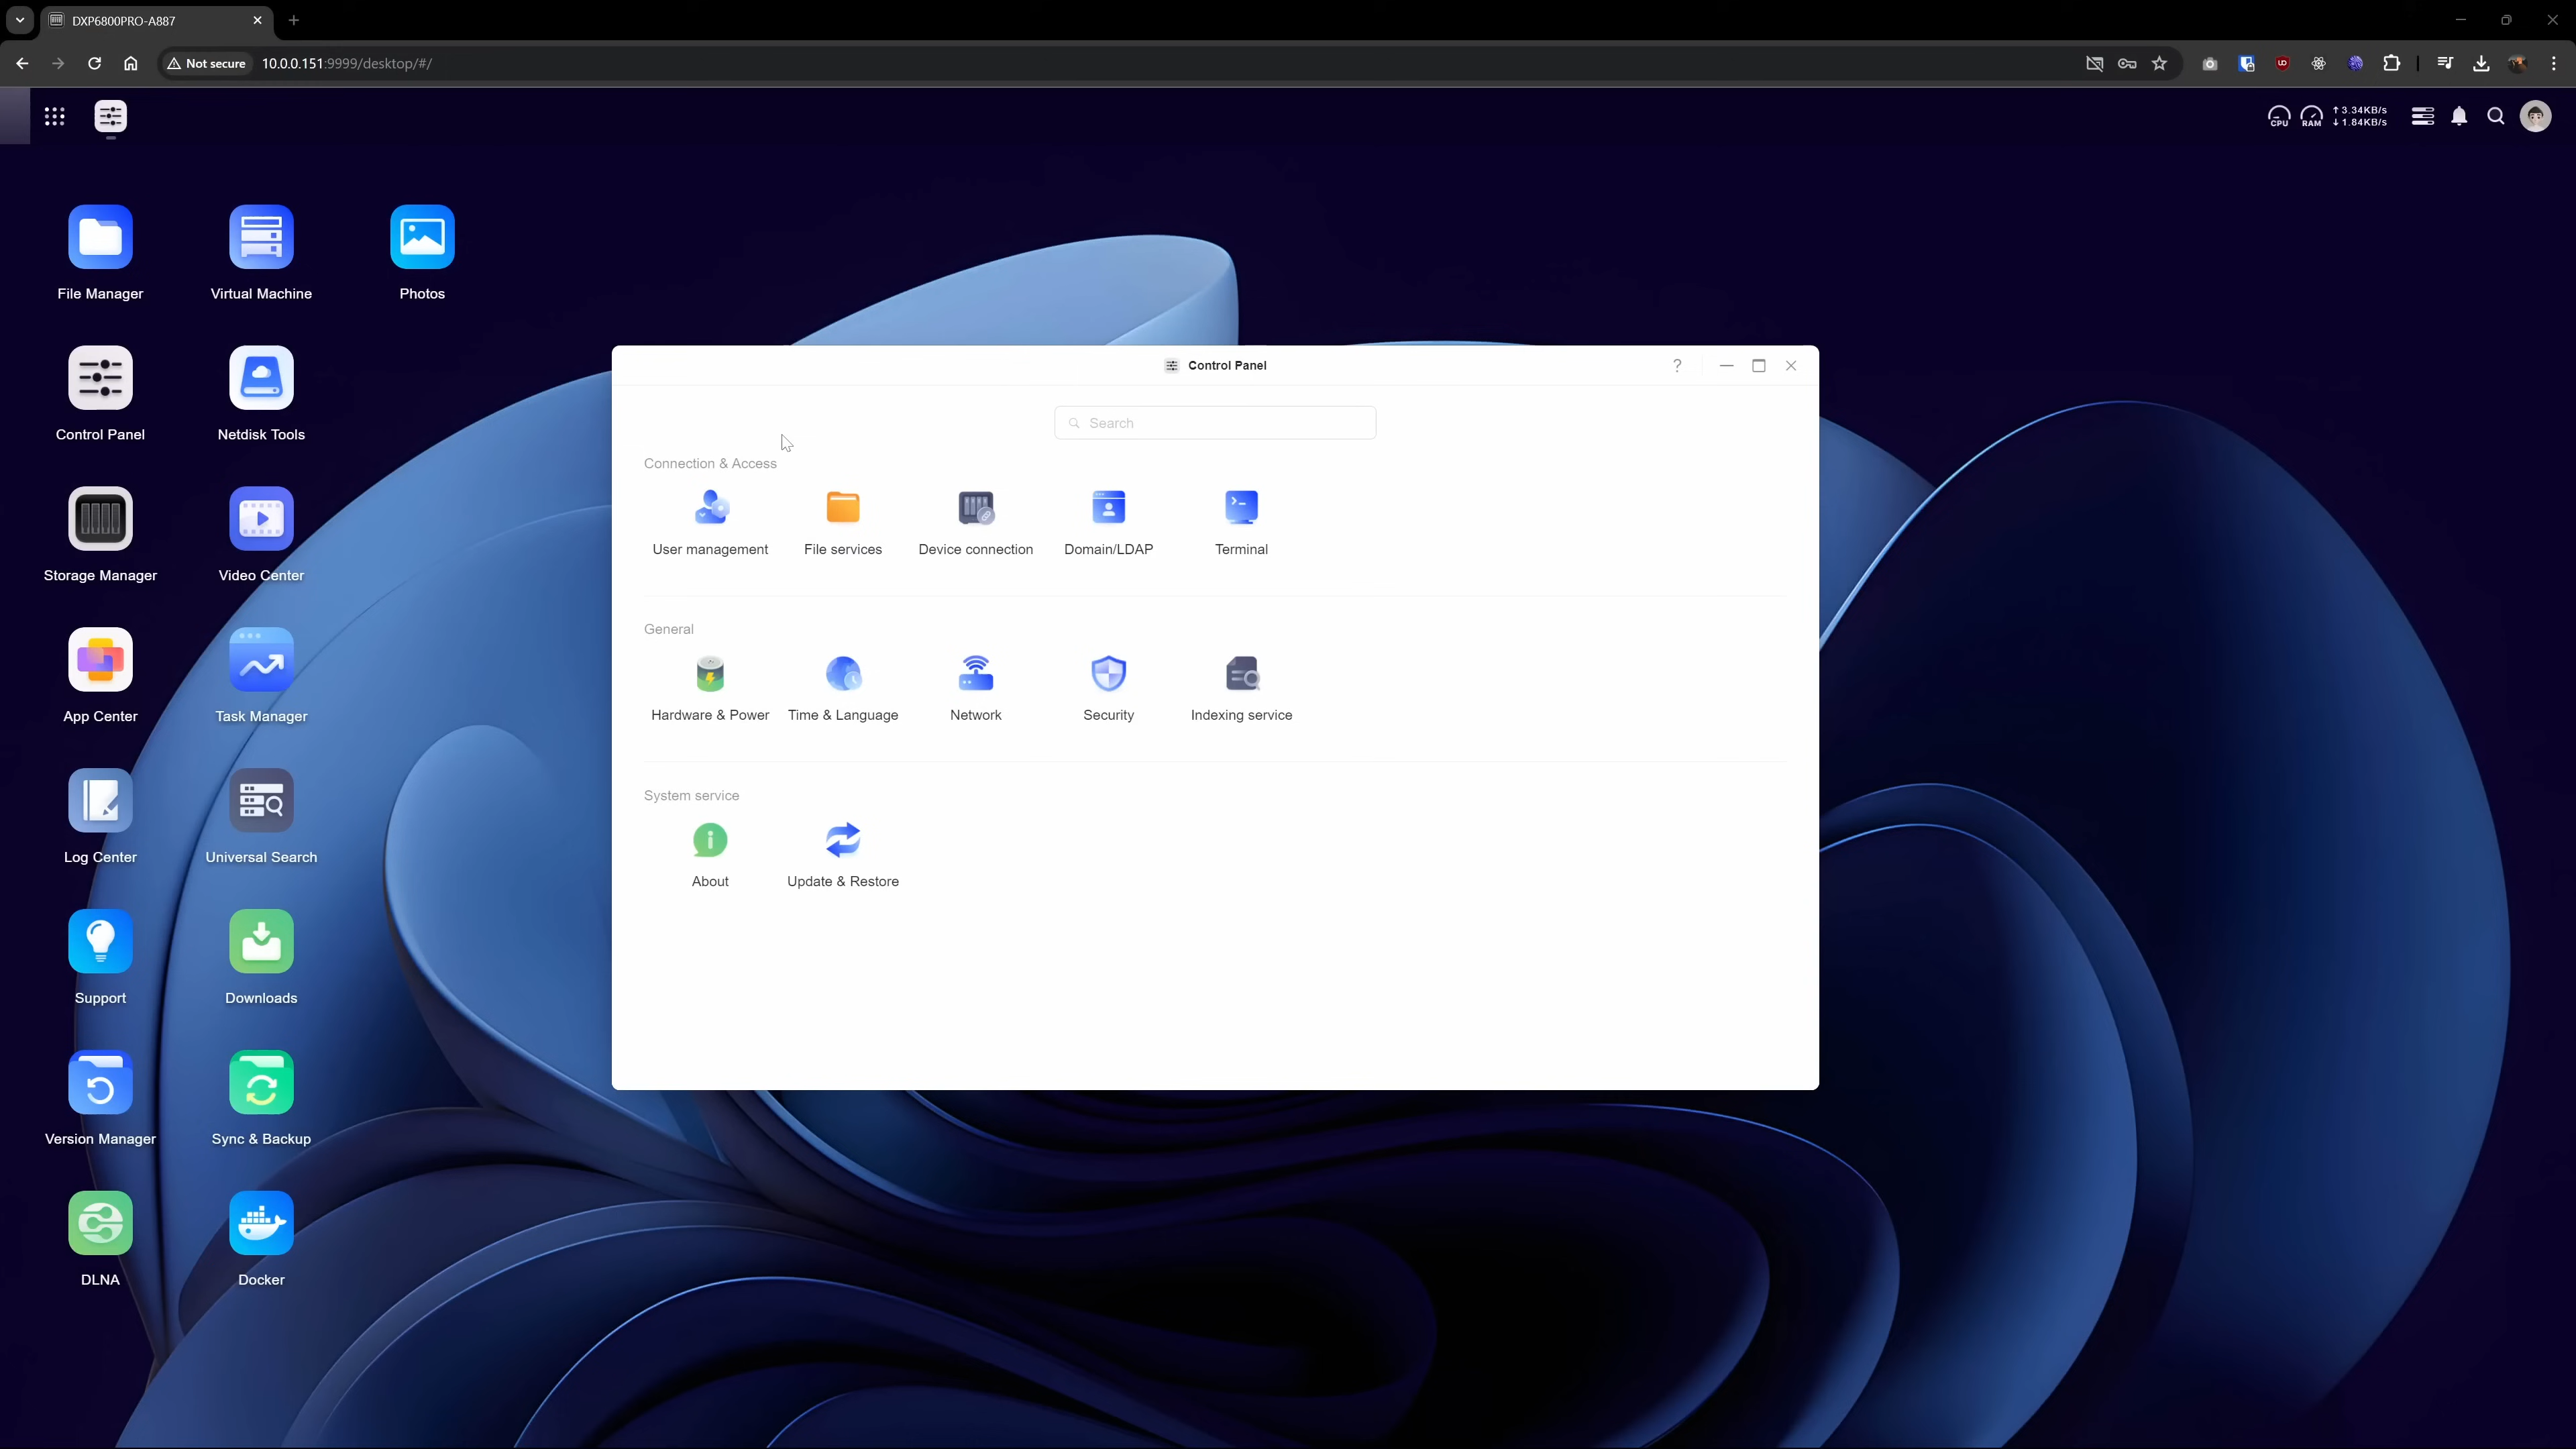 DXP6800PRO-A887
Not secure
10.0.0.151:9999/desktop/#/
CPU
RAM
↑ 3.34KB/s
↓ 1.84KB/s
File Manager
Virtual Machine
Photos
Control Panel
Netdisk Tools
Storage Manager
Video Center
App Center
Task Manager
Log Center
Universal Search
Support
Downloads
Version Manager
Sync & Backup
DLNA
Docker
Control Panel
?
Search
Connection & Access
User management
File services
Device connection
Domain/LDAP
Terminal
General
Hardware & Power
Time & Language
Network
Security
Indexing service
System service
About
Update & Restore